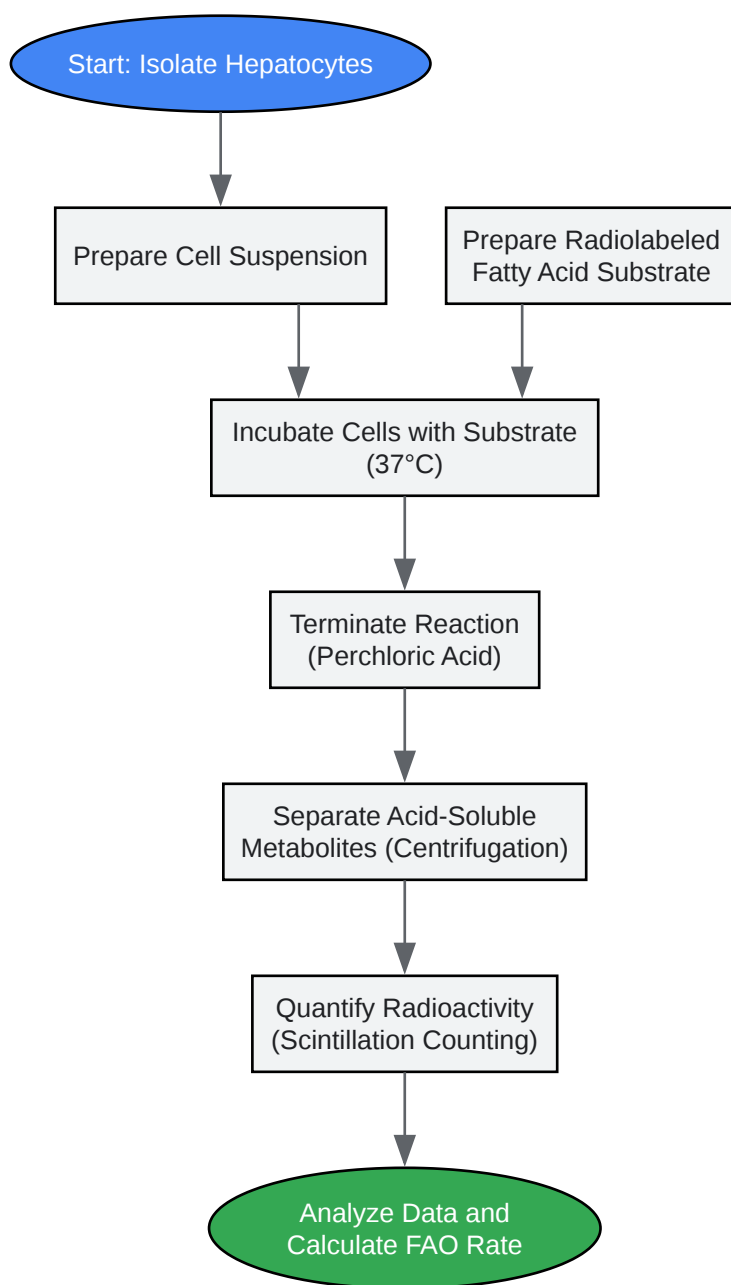 Start: Isolate Hepatocytes
Prepare Cell Suspension
Prepare Radiolabeled
Fatty Acid Substrate
Incubate Cells with Substrate
(37°C)
Terminate Reaction
(Perchloric Acid)
Separate Acid-Soluble
Metabolites (Centrifugation)
Quantify Radioactivity
(Scintillation Counting)
Analyze Data and
Calculate FAO Rate